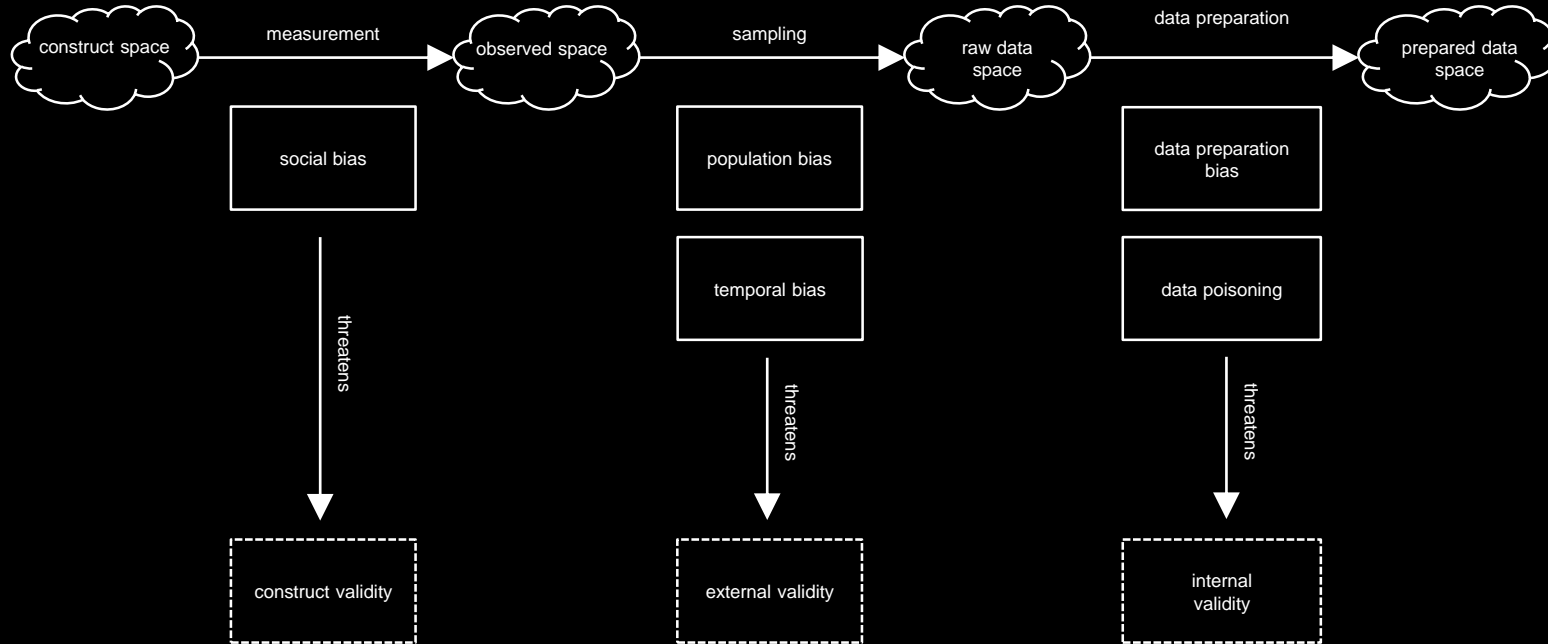 construct space
measurement
observed space
sampling
raw data
space
data preparation
prepared data
space
social bias
population bias
data preparation
bias
temporal bias
data poisoning
threatens
threatens
threatens
construct validity
external validity
internal
validity